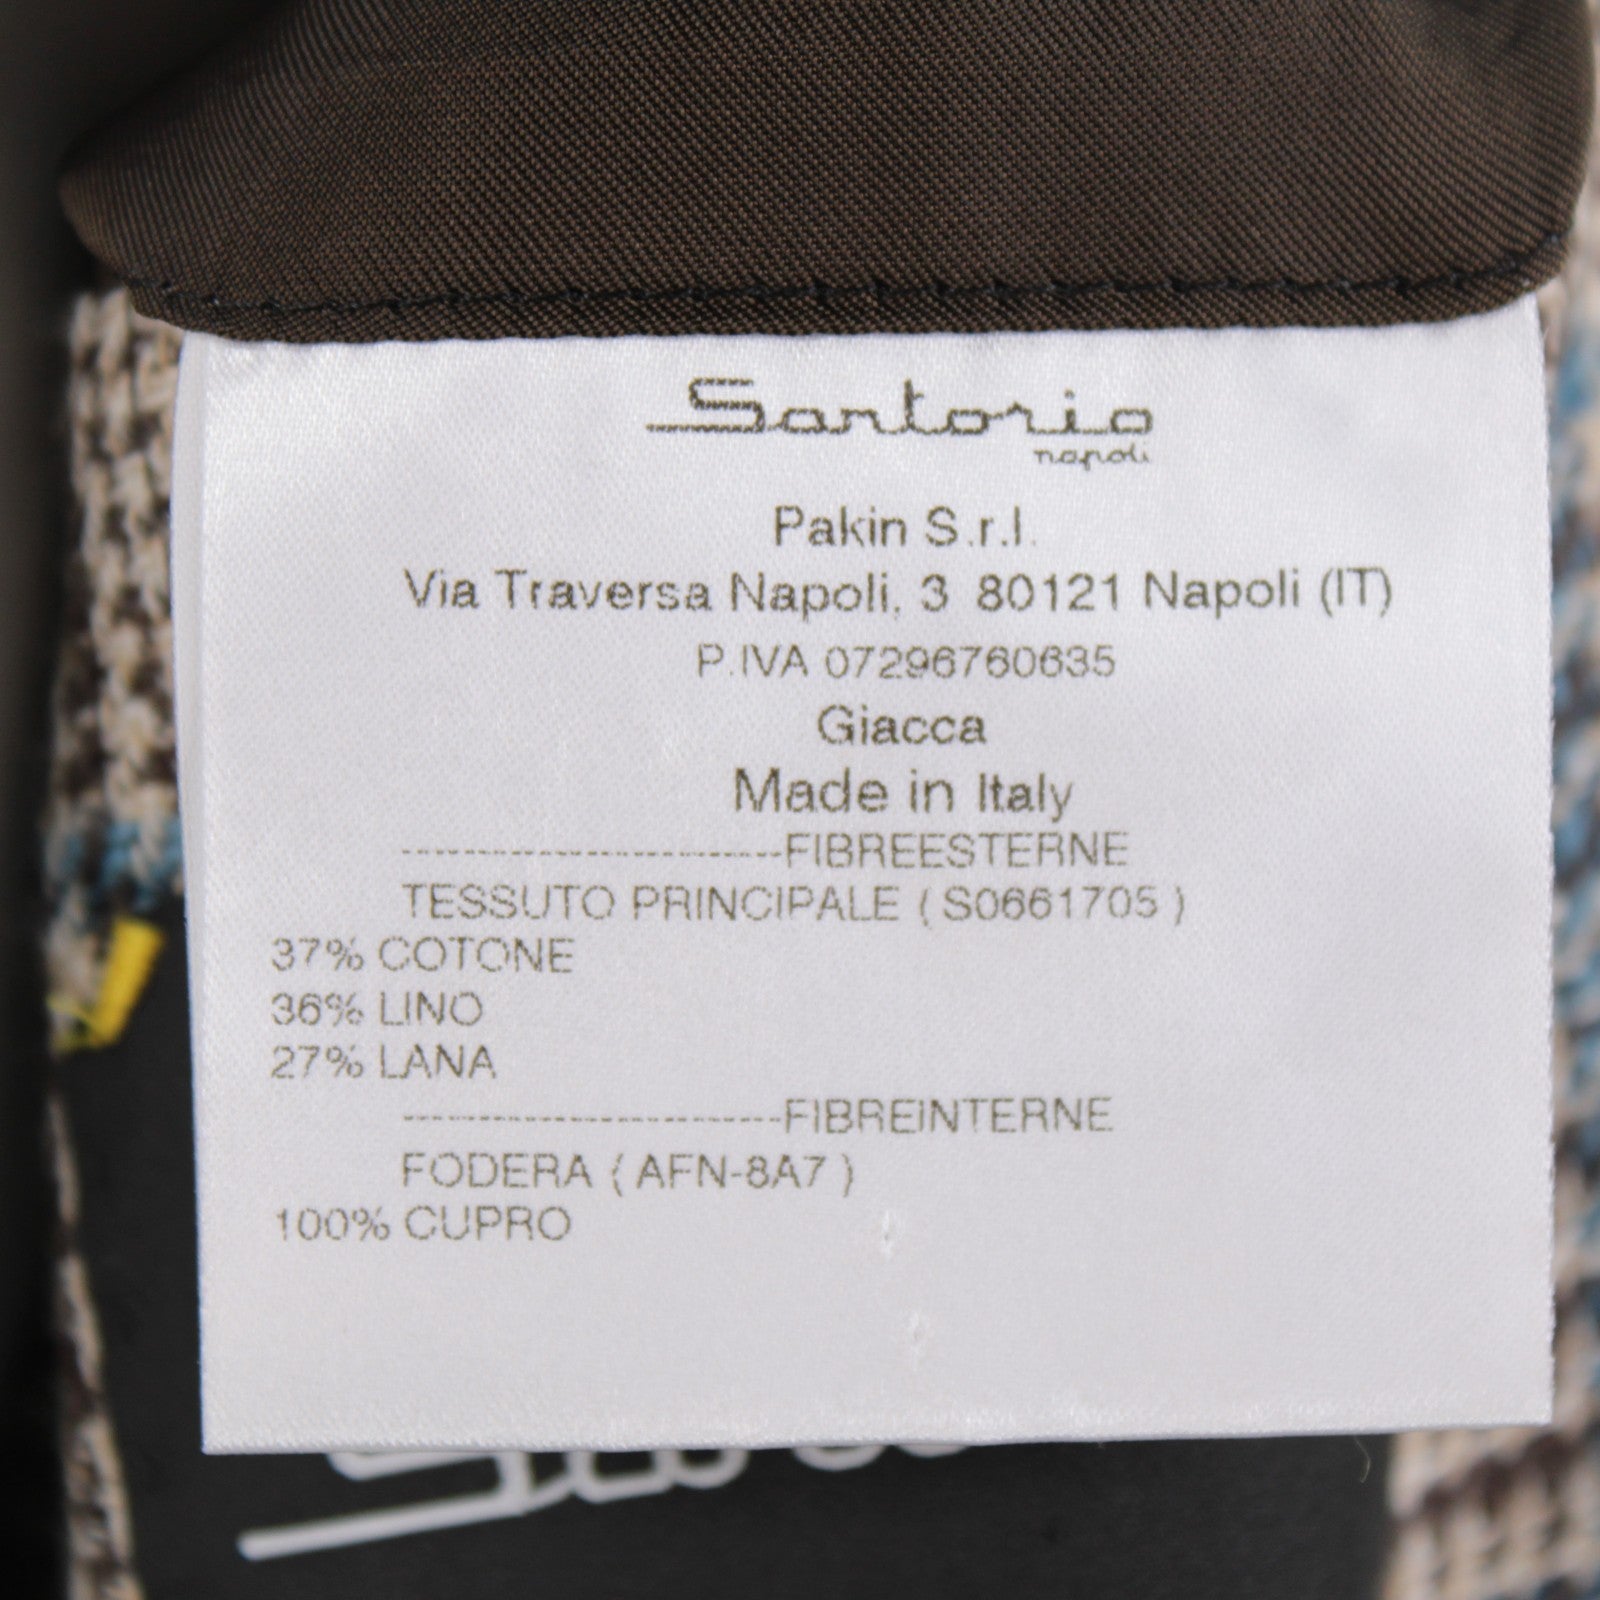 Sartorio
napoli
Pakin S.r.l.
Via Traversa Napoli, 3 80121 Napoli (IT)
P.IVA 07296760635
Giacca
Made in Italy
-------------------------FIBREESTERNE
TESSUTO PRINCIPALE ( S0661705 )
37% COTONE
36% LINO
27% LANA
-------------------------FIBREINTERNE
FODERA ( AFN-8A7 )
100% CUPRO